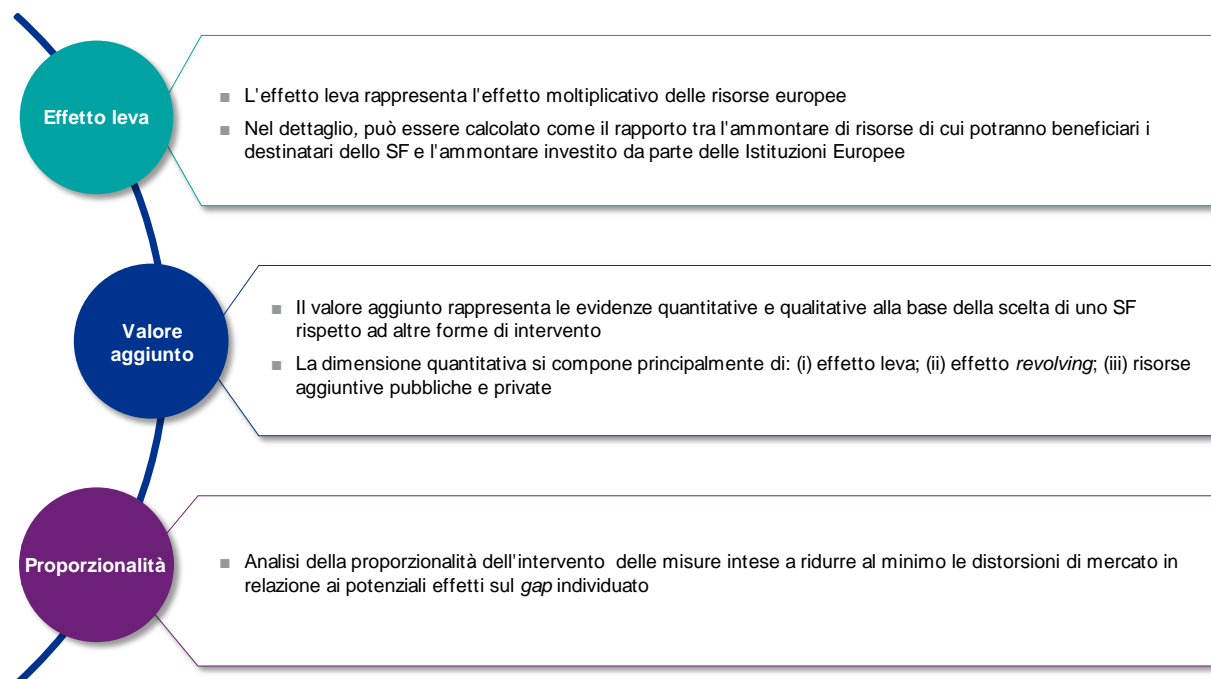 Effetto leva
■ L'effetto leva rappresenta l'effetto moltiplicativo delle risorse europee
■ Nel dettaglio, può essere calcolato come il rapporto tra l'ammontare di risorse di cui potranno beneficiari i
destinatari dello SF e l'ammontare investito da parte delle Istituzioni Europee
Valore
aggiunto
■ Il valore aggiunto rappresenta le evidenze quantitative e qualitative alla base della scelta di uno SF
rispetto ad altre forme di intervento
■ La dimensione quantitativa si compone principalmente di: (i) effetto leva; (ii) effetto revolving; (iii) risorse
aggiuntive pubbliche e private
Proporzionalità
■ Analisi della proporzionalità dell'intervento  delle misure intese a ridurre al minimo le distorsioni di mercato in
relazione ai potenziali effetti sul gap individuato